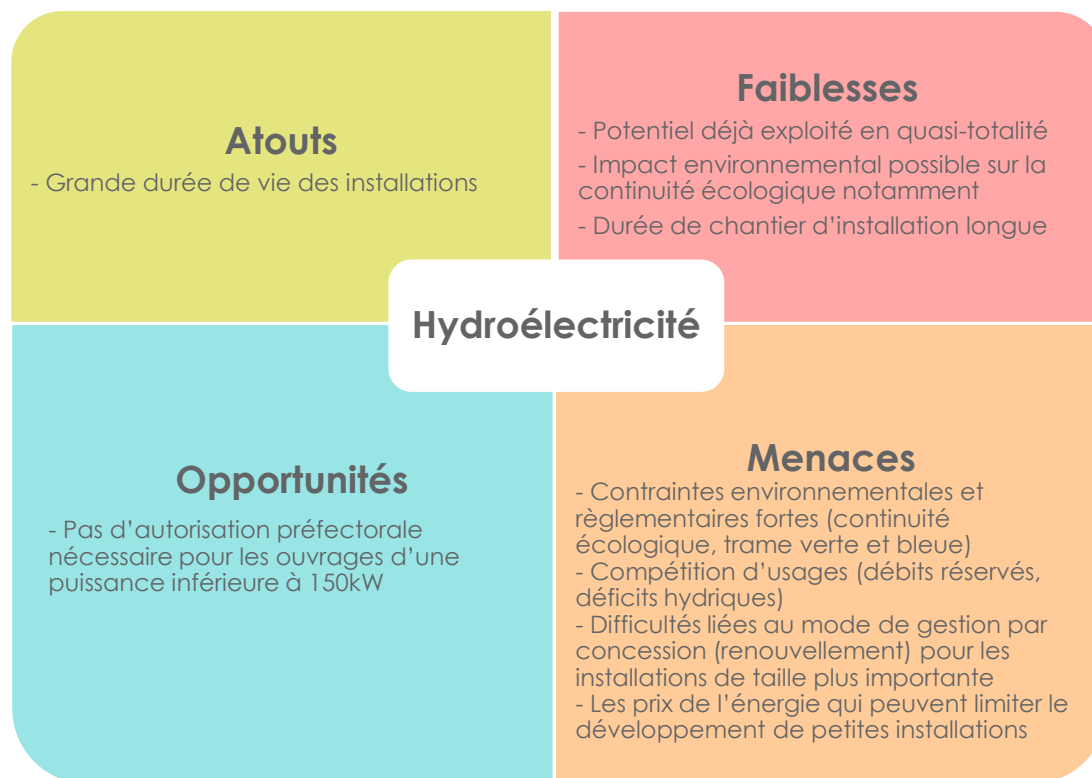 Atouts
- Grande durée de vie des installations
Faiblesses
- Potentiel déjà exploité en quasi-totalité
- Impact environnemental possible sur la
continuité écologique notamment
- Durée de chantier d’installation longue
Hydroélectricité
Opportunités
- Pas d’autorisation préfectorale
nécessaire pour les ouvrages d’une
puissance inférieure à 150kW
Menaces
- Contraintes environnementales et
règlementaires fortes (continuité
écologique, trame verte et bleue)
- Compétition d’usages (débits réservés,
déficits hydriques)
- Difficultés liées au mode de gestion par
concession (renouvellement) pour les
installations de taille plus importante
- Les prix de l’énergie qui peuvent limiter le
développement de petites installations